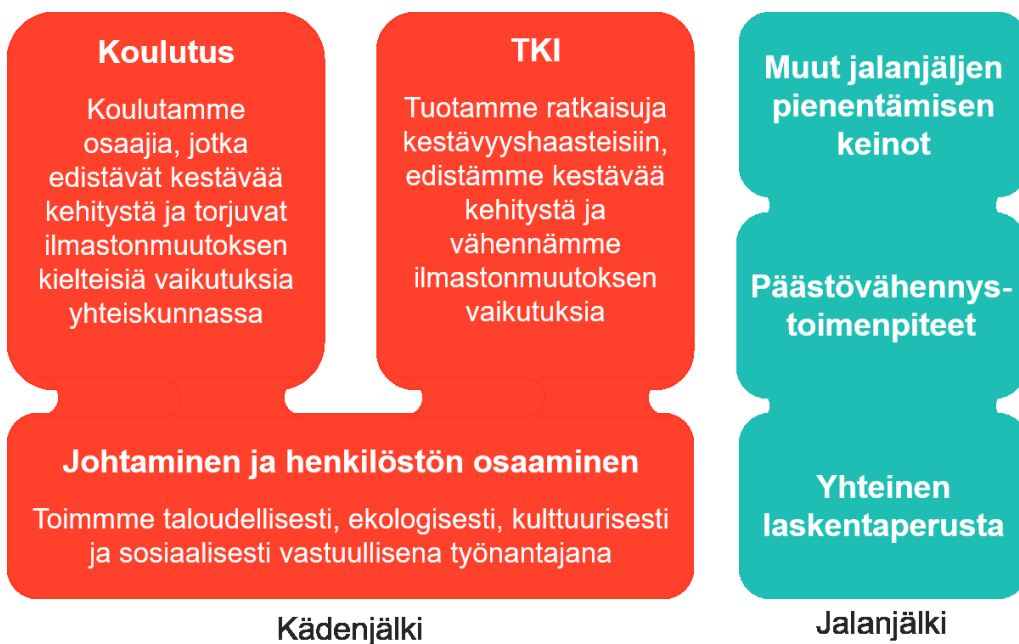 Koulutus
Koulutamme
osaajia, jotka
edistävät kestävää
kehitystä ja torjuvat
ilmastonmuutoksen
kielteisiä vaikutuksia
yhteiskunnassa
TKI
Tuotamme ratkaisuja
kestävyyshaasteisiin,
edistämme kestävää
kehitystä ja
vähennämme
ilmastonmuutoksen
vaikutuksia
Johtaminen ja henkilöstön osaaminen
Toimmme taloudellisesti, ekologisesti, kulttuurisesti
ja sosiaalisesti vastuullisena työnantajana
Kädenjälki
Muut jalanjäljen
pienentämisen
keinot
Päästövähennys-
toimenpiteet
Yhteinen
laskentaperusta
Jalanjälki